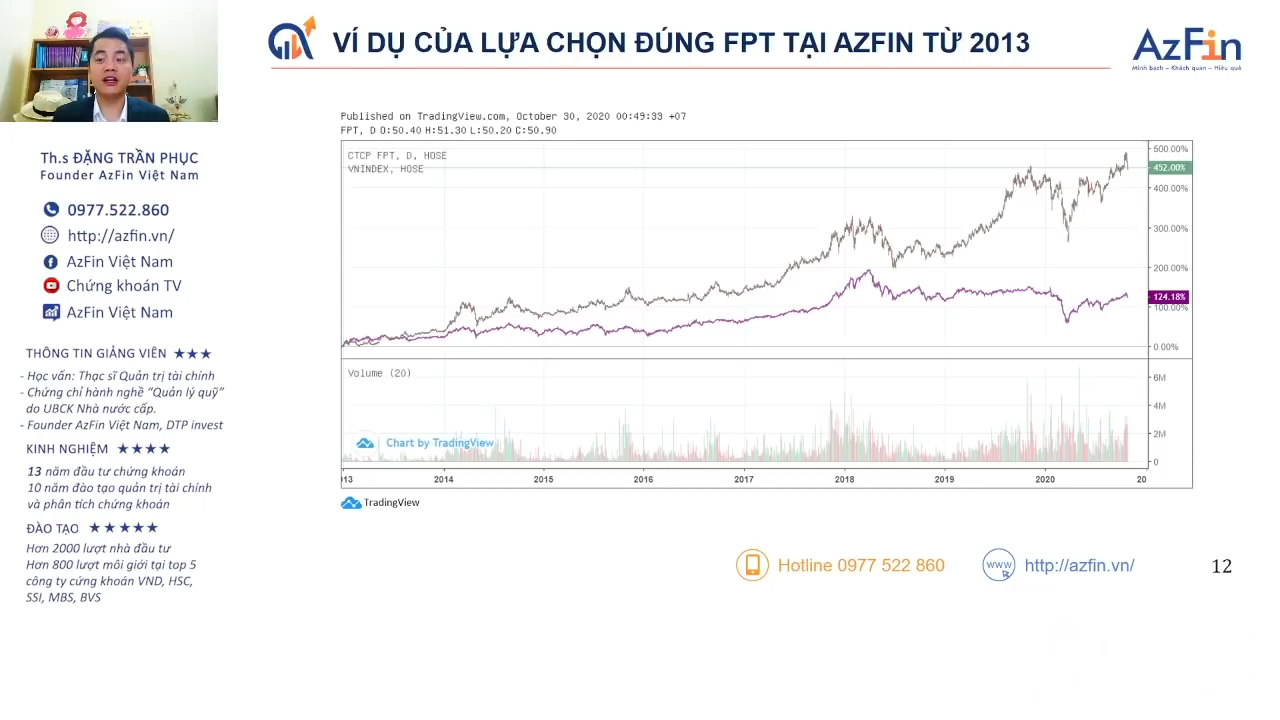 VÍ DỤ CỦA LỰA CHỌN ĐÚNG FPT TẠI AZFIN TỪ 2013
AzFin
Minh bạch – Khách quan – Hiệu quả
Th.s ĐẶNG TRẦN PHỤC
Founder AzFin Việt Nam
0977.522.860
http://azfin.vn/
AzFin Việt Nam
Chứng khoán TV
AzFin Việt Nam
THÔNG TIN GIẢNG VIÊN ★★★
- Học vấn: Thạc sĩ Quản trị tài chính
- Chứng chỉ hành nghề “Quản lý quỹ”
do UBCK Nhà nước cấp.
- Founder AzFin Việt Nam, DTP invest
KINH NGHIỆM ★★★★
13 năm đầu tư chứng khoán
10 năm đào tạo quản trị tài chính
và phân tích chứng khoán
ĐÀO TẠO ★★★★★
Hơn 2000 lượt nhà đầu tư
Hơn 800 lượt môi giới tại top 5
công ty cứng khoán VND, HSC,
SSI, MBS, BVS
Published on TradingView.com, October 30, 2020 00:49:33 +07
FPT, D O:50.40 H:51.30 L:50.20 C:50.90
CTCP FPT, D, HOSE
VNINDEX, HOSE
500.00%
452.00%
400.00%
300.00%
200.00%
124.18%
100.00%
0.00%
Volume (20)
6M
4M
2M
0
Chart by TradingView
13 2014 2015 2016 2017 2018 2019 2020 20
TradingView
Hotline 0977 522 860
www
http://azfin.vn/
12